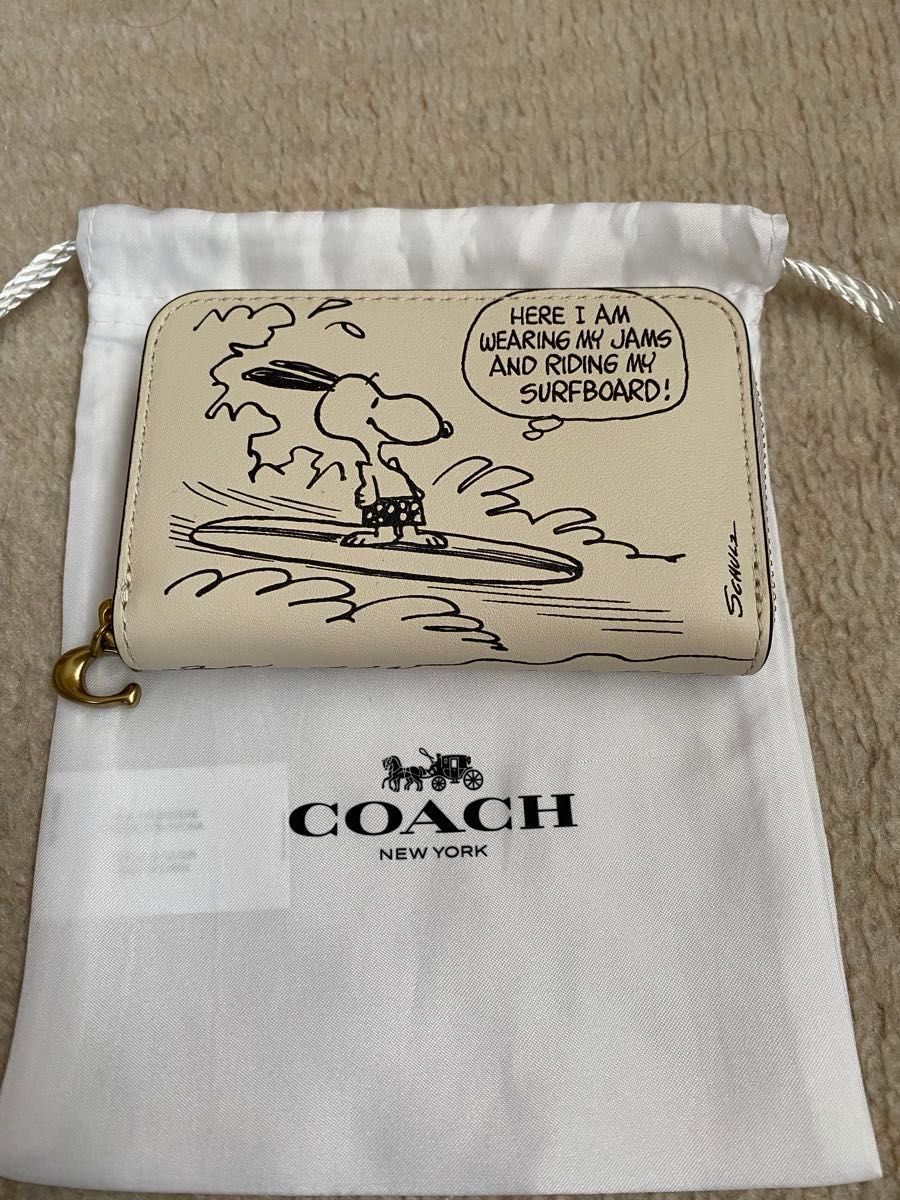 HERE I AM
WEARING MY JAMS
AND RIDING MY
SURFBOARD!
SCHULZ
COACH
NEW YORK